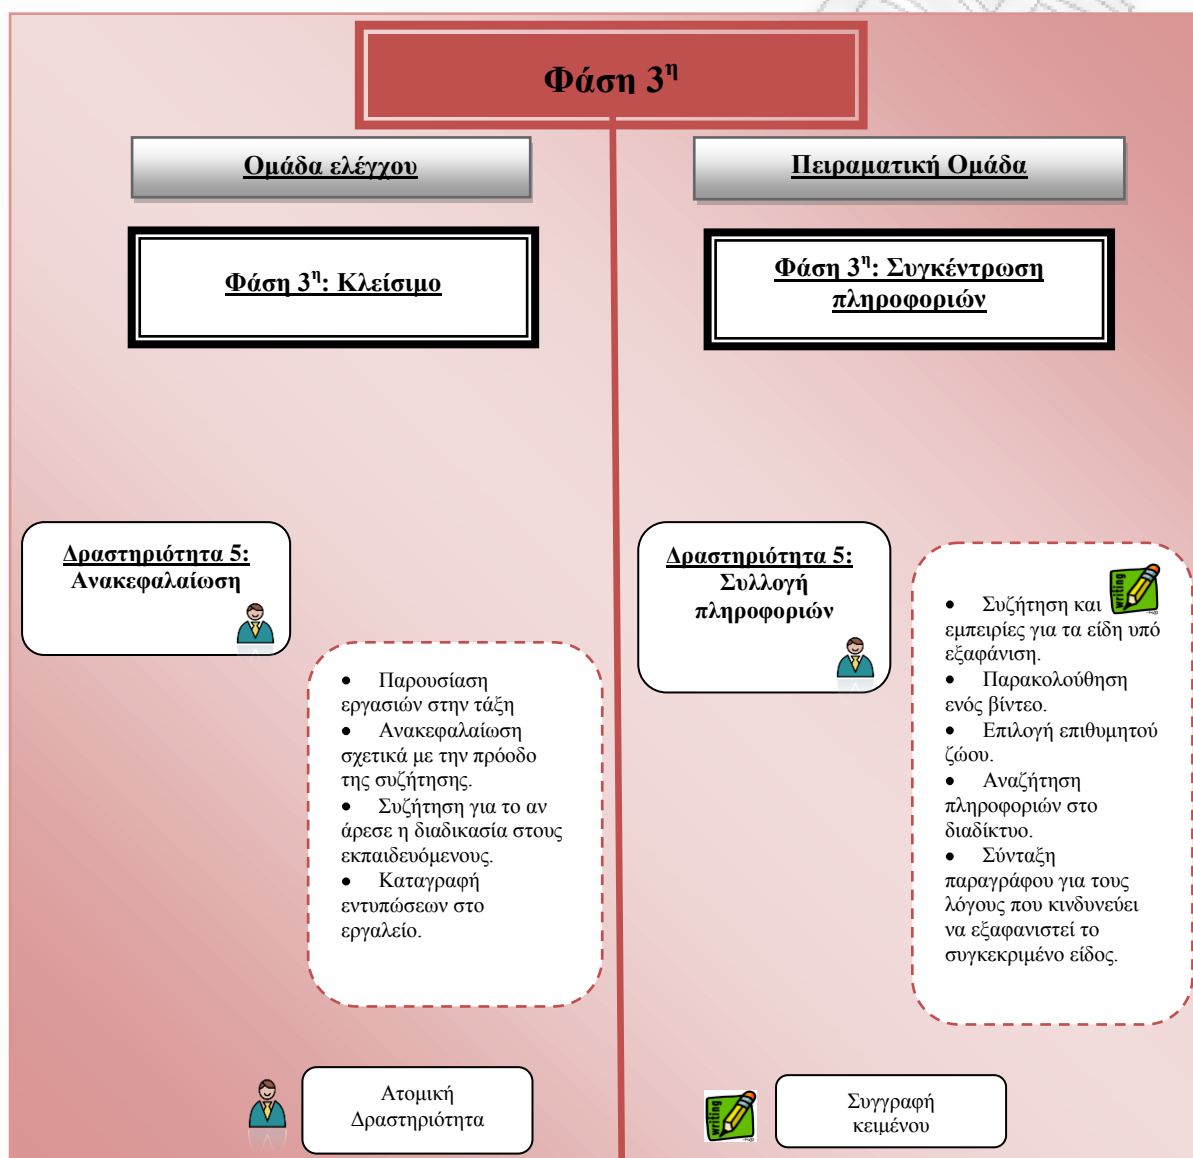 Φάση 3η
Ομάδα ελέγχου
Φάση 3η: Κλείσιμο
Δραστηριότητα 5:
Ανακεφαλαίωση
• Παρουσίαση
εργασιών στην τάξη
• Ανακεφαλαίωση
σχετικά με την πρόοδο
της συζήτησης.
• Συζήτηση για το αν
άρεσε η διαδικασία στους
εκπαιδευόμενους.
• Καταγραφή
εντυπώσεων στο
εργαλείο.
Ατομική
Δραστηριότητα
Πειραματική Ομάδα
Φάση 3η: Συγκέντρωση
πληροφοριών
Δραστηριότητα 5:
Συλλογή
πληροφοριών
writing
• Συζήτηση και
εμπειρίες για τα είδη υπό
εξαφάνιση.
• Παρακολούθηση
ενός βίντεο.
• Επιλογή επιθυμητού
ζώου.
• Αναζήτηση
πληροφοριών στο
διαδίκτυο.
• Σύνταξη
παραγράφου για τους
λόγους που κινδυνεύει
να εξαφανιστεί το
συγκεκριμένο είδος.
writing
Συγγραφή
κειμένου